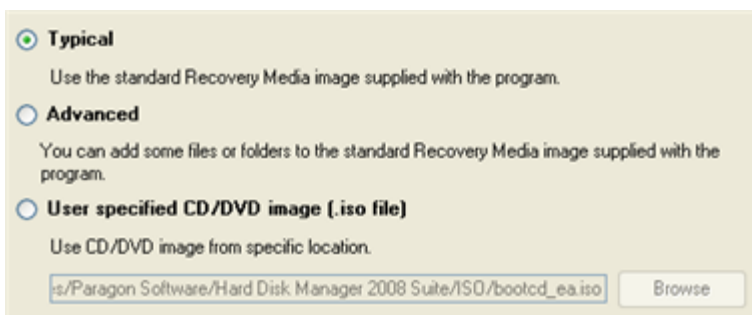 Typical
Use the standard Recovery Media image supplied with the program.
Advanced
You can add some files or folders to the standard Recovery Media image supplied with the
program.
User specified CD/DVD image (.iso file)
Use CD/DVD image from specific location.
:s/Paragon Software/Hard Disk Manager 2008 Suite/ISO/bootcd_ea.iso
Browse